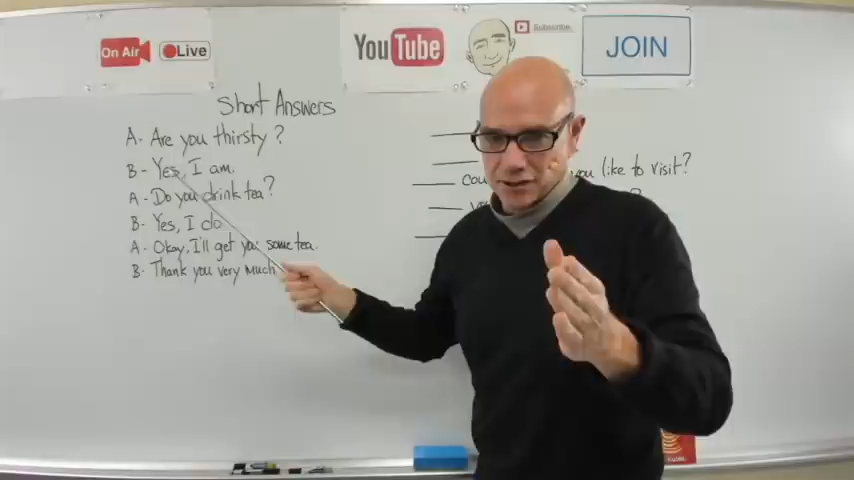 On Air
Live
YouTube
Subscribe
JOIN
Short Answers
A- Are you thirsty?
B- Yes, I am.
A- Do you drink tea?
B- Yes, I do
A- Okay, I'll get you some tea.
B- Thank you very much
you like to visit?